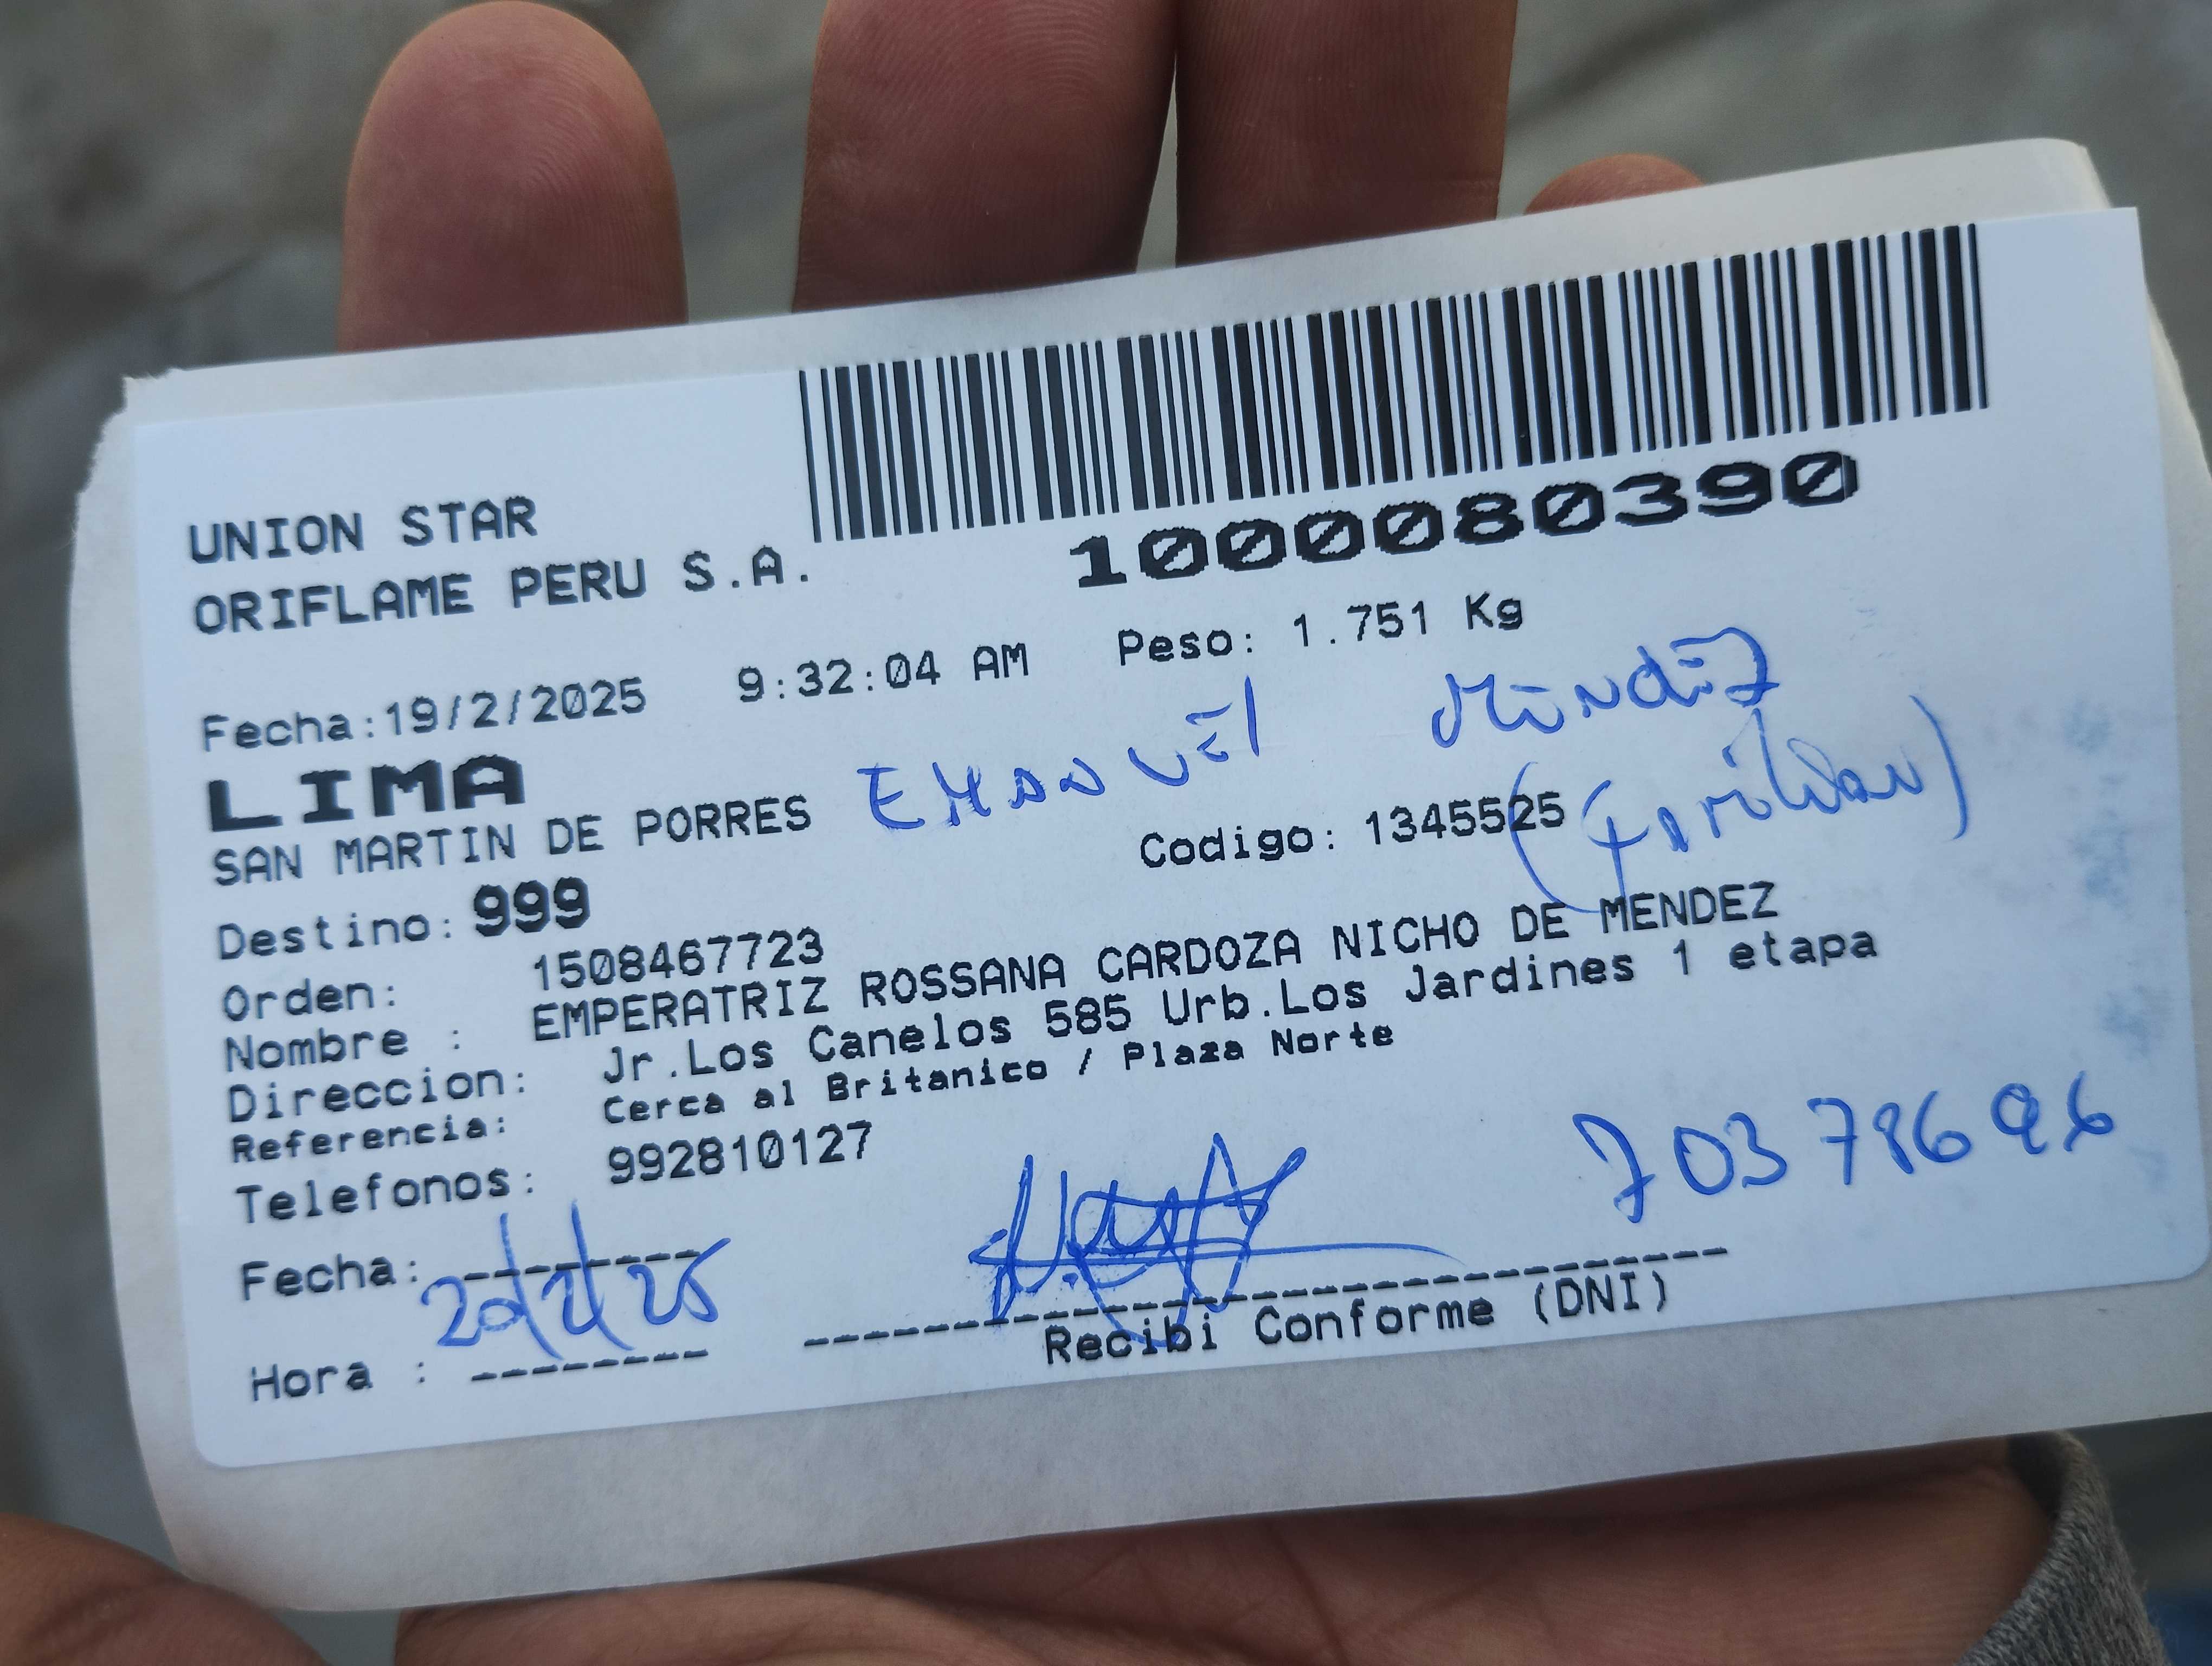 1000080390
UNION STAR
ORIFLAME PERU S.A.
Fecha:19/2/2025 9:32:04 AM Peso: 1.751 Kg
LIMA
EMANUEL MENDEZ
SAN MARTIN DE PORRES
(Familiar)
Codigo: 1345525
Destino: 999
Orden: 1508467723
Nombre : EMPERATRIZ ROSSANA CARDOZA NICHO DE MENDEZ
Direccion: Jr.Los Canelos 585 Urb.Los Jardines 1 etapa
Referencia: Cerca al Britanico / Plaza Norte
Telefonos: 992810127
Fecha: 20/2/25
Hora :
Recibi Conforme (DNI)